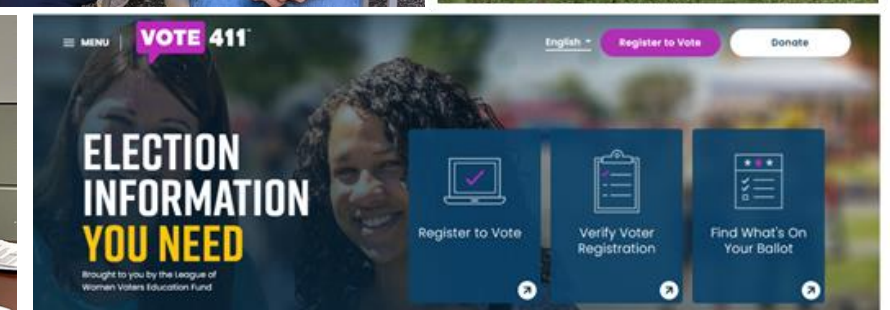 MENU
VOTE 411
English
Register to Vote
Donate
ELECTION
INFORMATION
YOU NEED
Brought to you by the League of
Women Voters Education Fund
Register to Vote
Verify Voter
Registration
Find What's On
Your Ballot